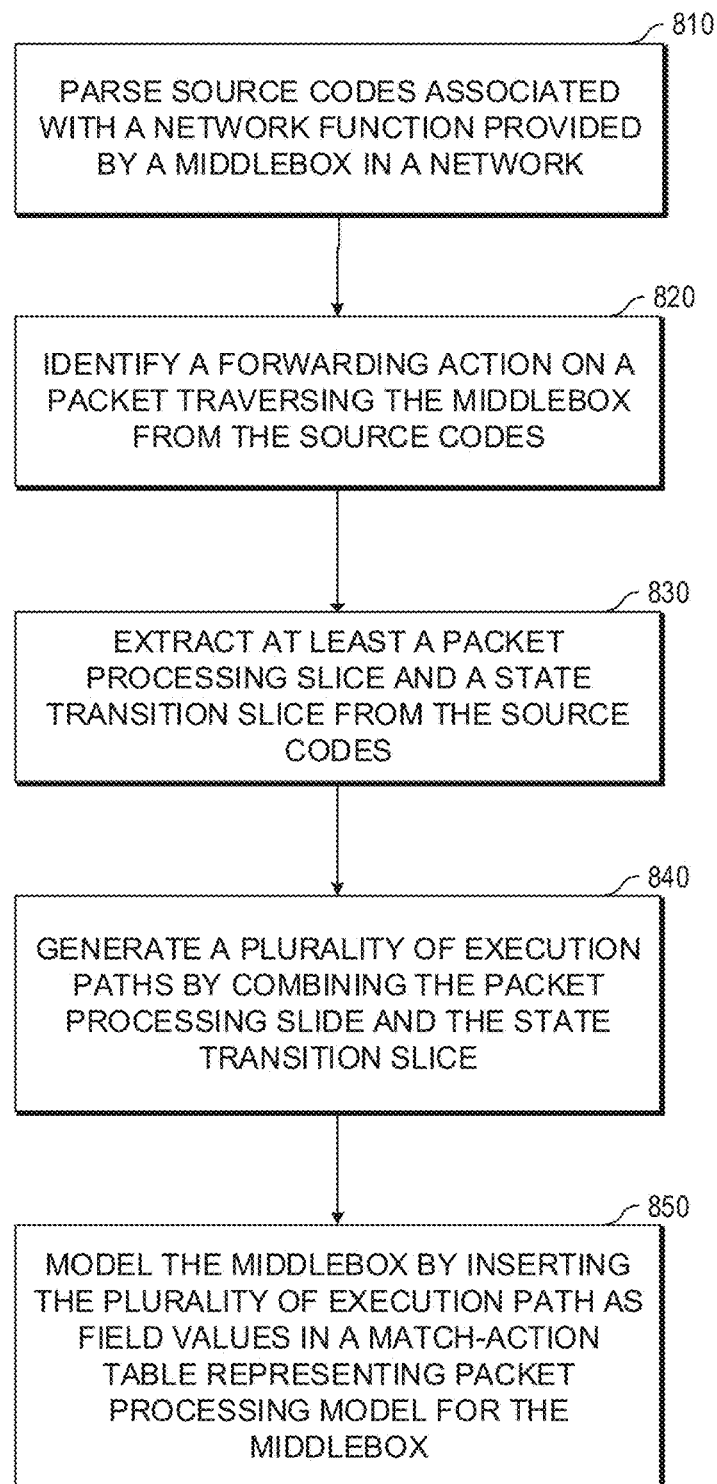 810
PARSE SOURCE CODES ASSOCIATED
WITH A NETWORK FUNCTION PROVIDED
BY A MIDDLEBOX IN A NETWORK
820
IDENTIFY A FORWARDING ACTION ON A
PACKET TRAVERSING THE MIDDLEBOX
FROM THE SOURCE CODES
830
EXTRACT AT LEAST A PACKET
PROCESSING SLICE AND A STATE
TRANSITION SLICE FROM THE SOURCE
CODES
840
GENERATE A PLURALITY OF EXECUTION
PATHS BY COMBINING THE PACKET
PROCESSING SLIDE AND THE STATE
TRANSITION SLICE
850
MODEL THE MIDDLEBOX BY INSERTING
THE PLURALITY OF EXECUTION PATH AS
FIELD VALUES IN A MATCH-ACTION
TABLE REPRESENTING PACKET
PROCESSING MODEL FOR THE
MIDDLEBOX